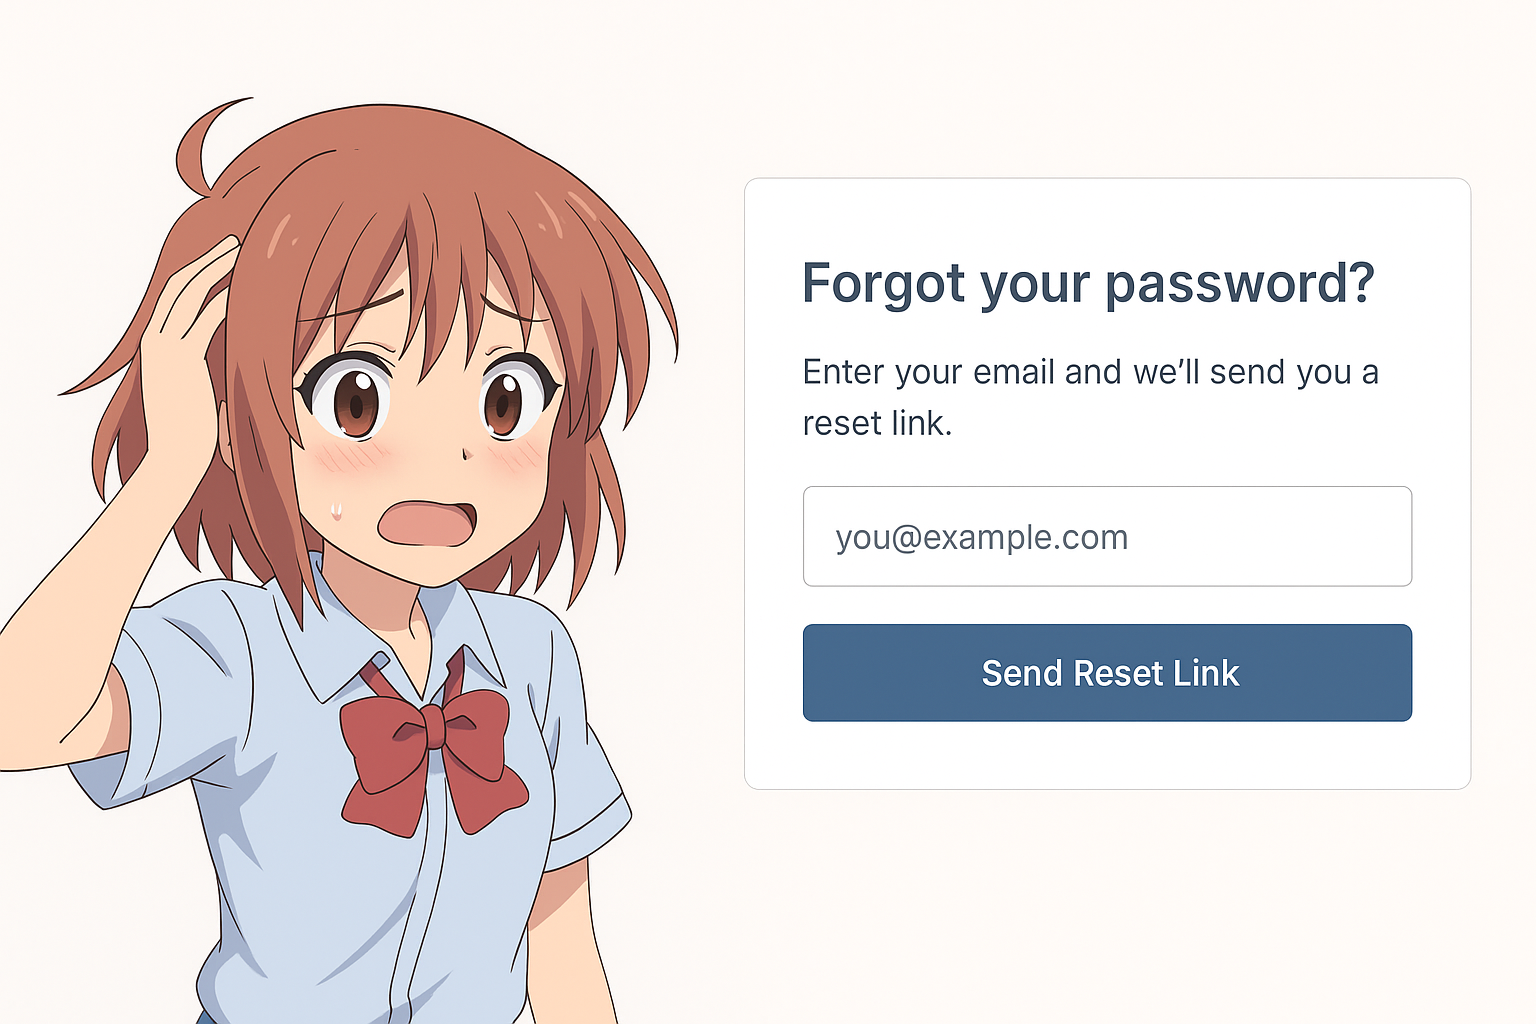 Forgot your password?
Enter your email and we’ll send you a
reset link.
you@example.com
Send Reset Link